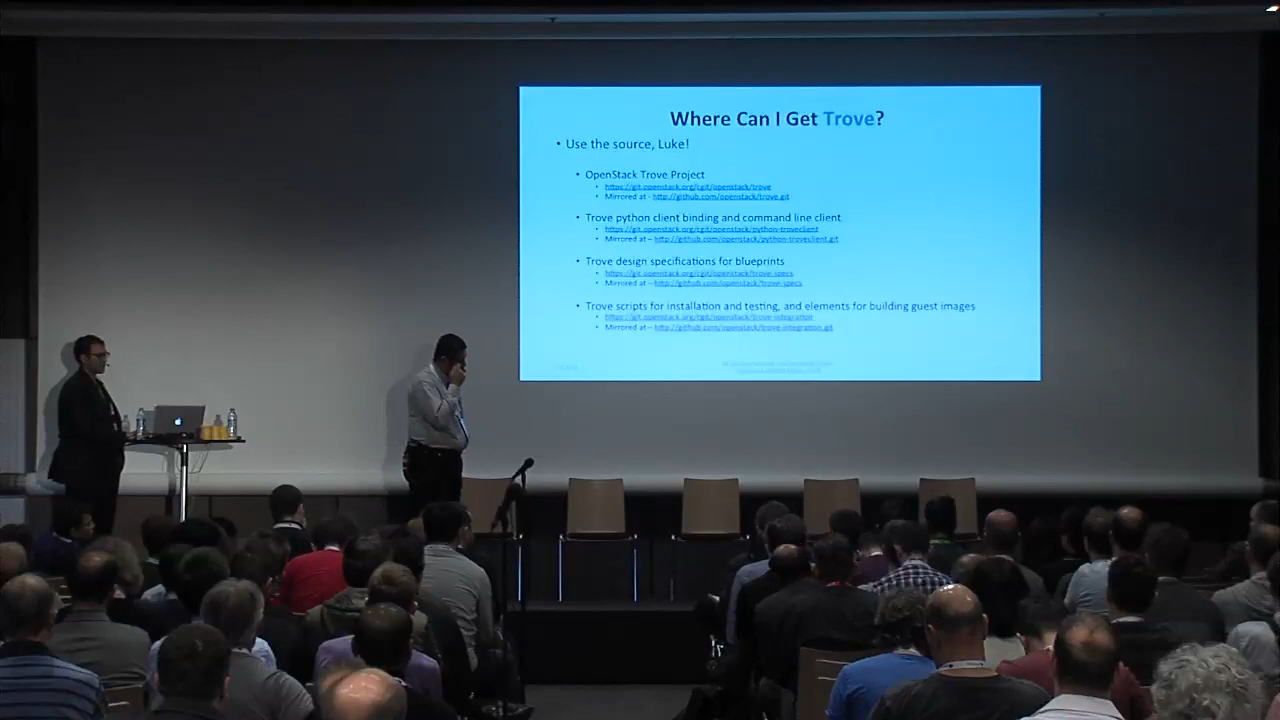 Where Can I Get Trove?
• Use the source, Luke!
• OpenStack Trove Project
• https://git.openstack.org/cgit/openstack/trove
• Mirrored at - http://github.com/openstack/trove.git
• Trove python client binding and command line client
• https://git.openstack.org/cgit/openstack/python-troveclient
• Mirrored at – http://github.com/openstack/python-troveclient.git
• Trove design specifications for blueprints
• https://git.openstack.org/cgit/openstack/trove-specs
• Mirrored at – http://github.com/openstack/trove-specs
• Trove scripts for installation and testing, and elements for building guest images
• https://git.openstack.org/cgit/openstack/trove-integration
• Mirrored at – http://github.com/openstack/trove-integration.git